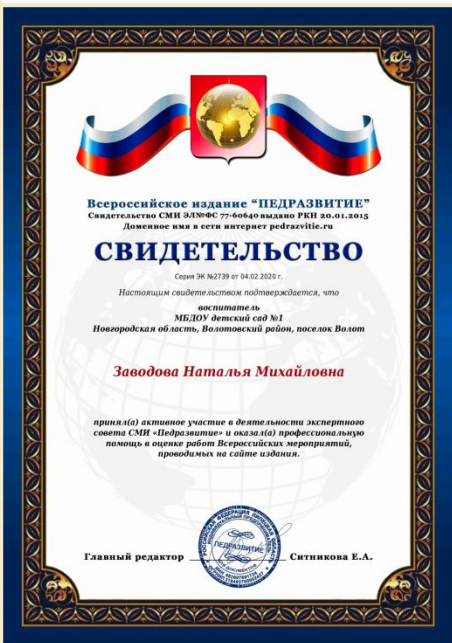 Всероссийское издание “ПЕДРАЗВИТИЕ”
Свидетельство СМИ ЭЛ№ФС 77-60640 выдано РКН 20.01.2015
Доменное имя в сети интернет pedrazvitie.ru
СВИДЕТЕЛЬСТВО
Серия ЭК №2739 от 04.02.2020 г.
Настоящим свидетельством подтверждается, что
воспитатель
МБДОУ детский сад №1
Новгородская область, Волотовский район, поселок Волот
Заводова Наталья Михайловна
принял(а) активное участие в деятельности экспертного
совета СМИ «Педразвитие» и оказал(а) профессиональную
помощь в оценке работ Всероссийских мероприятий,
проводимых на сайте издания.
ПЕДРАЗВИТИЕ
Главный редактор Ситникова Е.А.